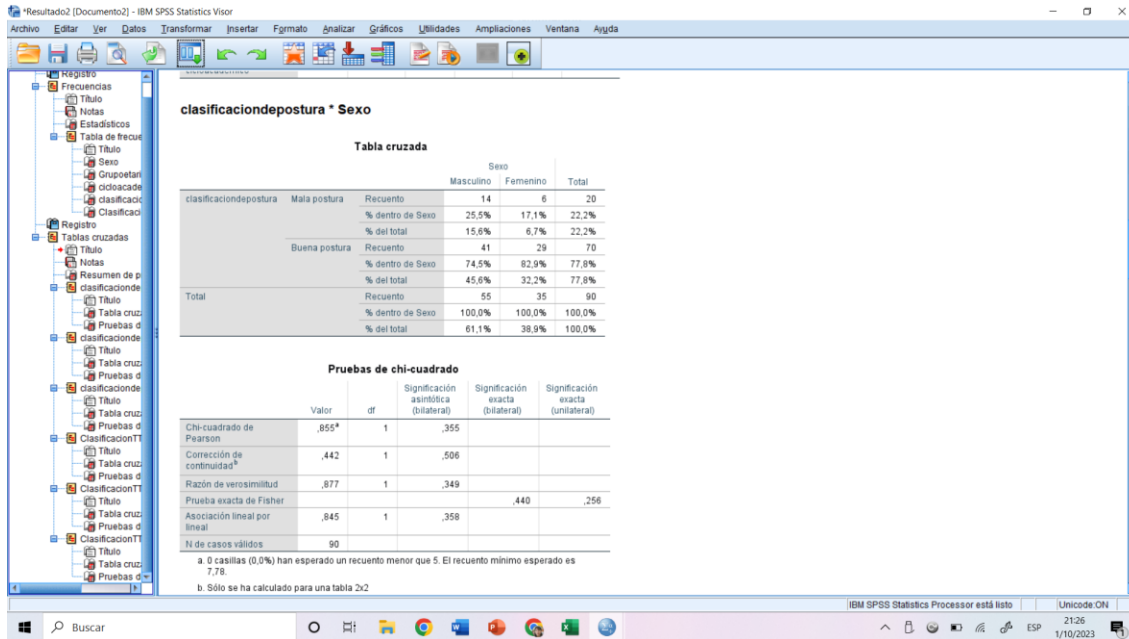 *Resultado2 [Documento2] - IBM SPSS Statistics Visor
Archivo Editar Ver Datos Transformar Insertar Formato Analizar Gráficos Utilidades Ampliaciones Ventana Ayuda
Registro
Frecuencias
Título
Notas
Estadísticos
Tabla de frecue
Título
Sexo
Grupoetari
cicloacade
clasificacio
Clasificaci
Registro
Tablas cruzadas
Título
Notas
Resumen de p
clasificacionde
Título
Tabla cruz
Pruebas d
clasificacionde
Título
Tabla cruz
Pruebas d
clasificacionde
Título
Tabla cruz
Pruebas d
ClasificacionTT
Título
Tabla cruz
Pruebas d
ClasificacionTT
Título
Tabla cruz
Pruebas d
ClasificacionTT
Título
Tabla cruz
Pruebas d
clasificaciondepostura * Sexo
Tabla cruzada
Sexo
Masculino Femenino Total
clasificaciondepostura Mala postura Recuento 14 6 20
% dentro de Sexo 25,5% 17,1% 22,2%
% del total 15,6% 6,7% 22,2%
Buena postura Recuento 41 29 70
% dentro de Sexo 74,5% 82,9% 77,8%
% del total 45,6% 32,2% 77,8%
Total Recuento 55 35 90
% dentro de Sexo 100,0% 100,0% 100,0%
% del total 61,1% 38,9% 100,0%
Pruebas de chi-cuadrado
Valor df Significación asintótica (bilateral) Significación exacta (bilateral) Significación exacta (unilateral)
Chi-cuadrado de Pearson ,855a 1 ,355
Corrección de continuidadb ,442 1 ,506
Razón de verosimilitud ,877 1 ,349
Prueba exacta de Fisher ,440 ,256
Asociación lineal por lineal ,845 1 ,358
N de casos válidos 90
a. 0 casillas (0,0%) han esperado un recuento menor que 5. El recuento mínimo esperado es
7,78.
b. Sólo se ha calculado para una tabla 2x2
IBM SPSS Statistics Processor está listo Unicode:ON
Buscar
ESP
21:26
1/10/2023